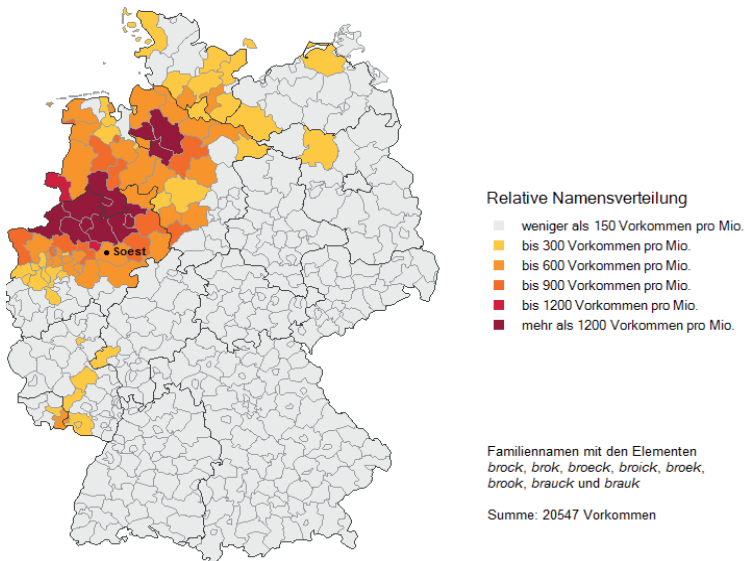 Soest
Relative Namensverteilung
weniger als 150 Vorkommen pro Mio.
bis 300 Vorkommen pro Mio.
bis 600 Vorkommen pro Mio.
bis 900 Vorkommen pro Mio.
bis 1200 Vorkommen pro Mio.
mehr als 1200 Vorkommen pro Mio.
Familiennamen mit den Elementen
brock, brok, broeck, broick, broek,
brook, brauck und brauk
Summe: 20547 Vorkommen